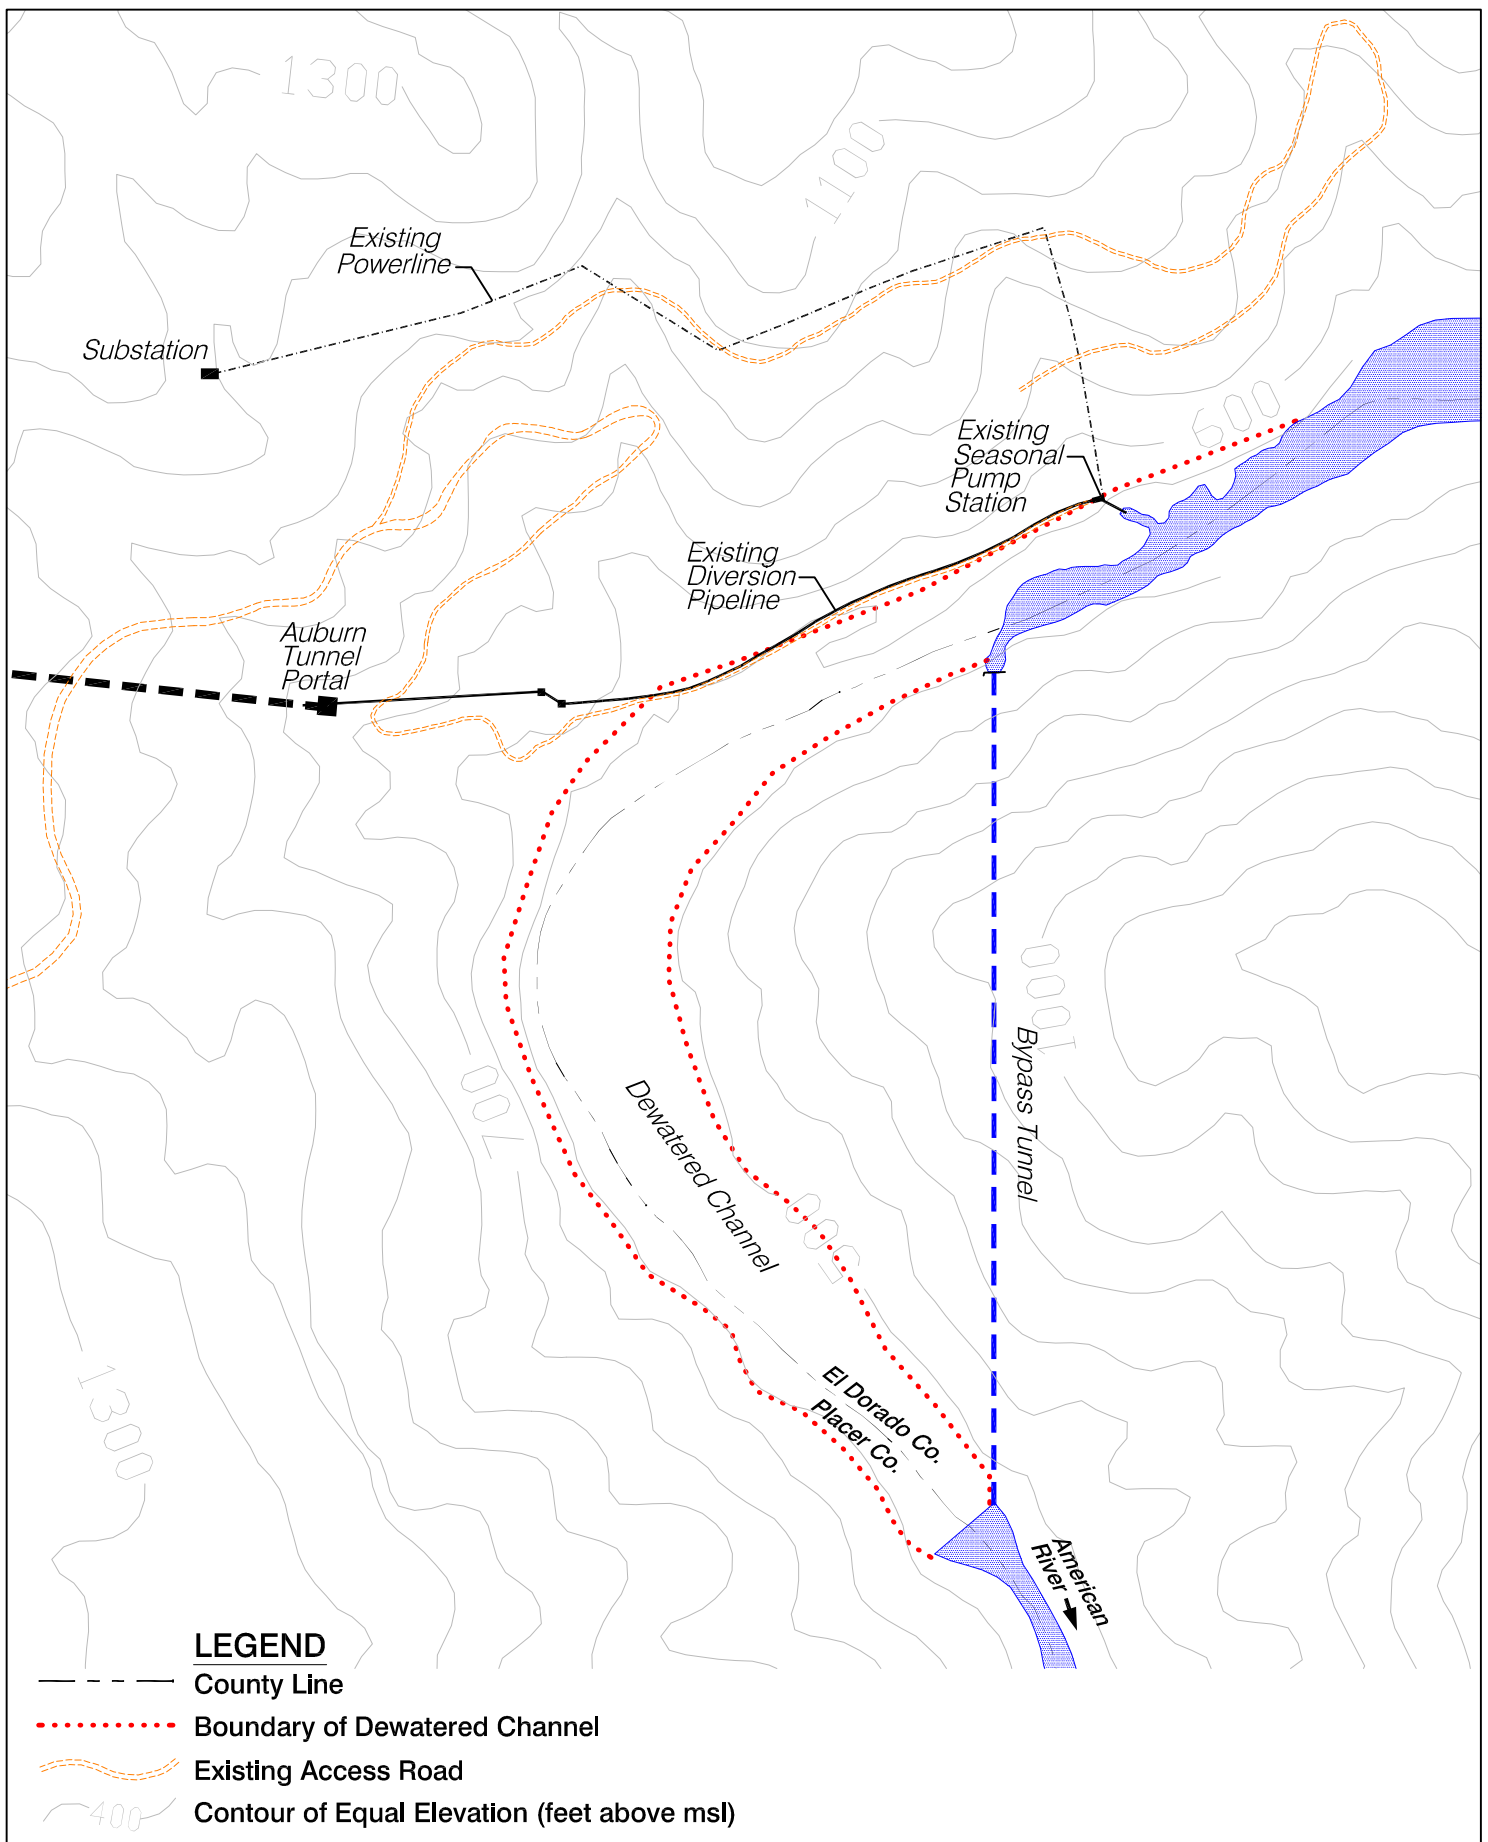 1300
1100
Existing
Powerline
Substation
600
Existing
Seasonal
Pump
Station
Existing
Diversion
Pipeline
Auburn
Tunnel
Portal
1000
Bypass Tunnel
700
Dewatered Channel
1300
El Dorado Co.
Placer Co.
American
River
LEGEND
County Line
Boundary of Dewatered Channel
Existing Access Road
400
Contour of Equal Elevation (feet above msl)